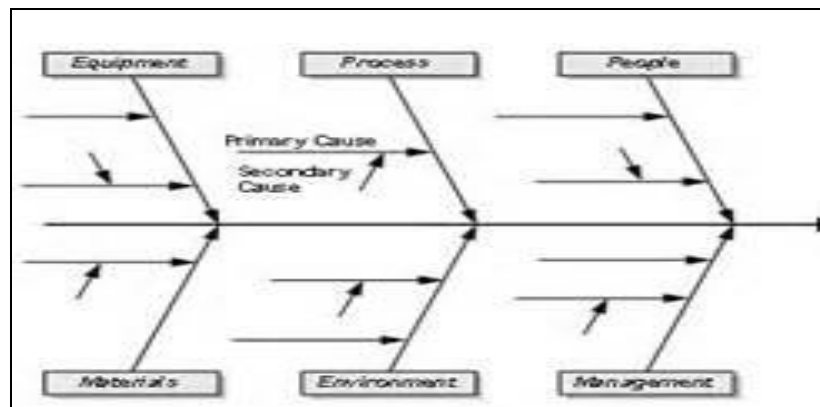 Equipment
Process
People
Primary Cause
Secondary
Cause
Materials
Environment
Management